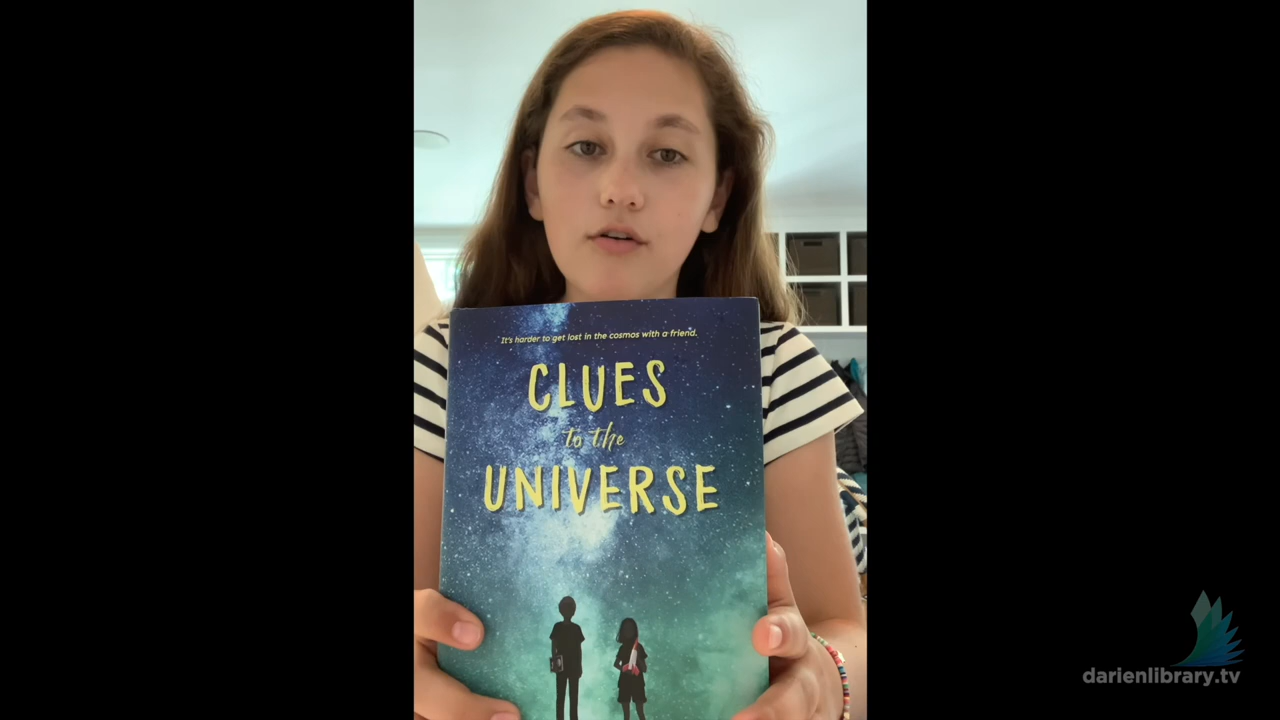 It's harder to get lost in the cosmos with a friend.
CLUES
to the
UNIVERSE
darienlibrary.tv